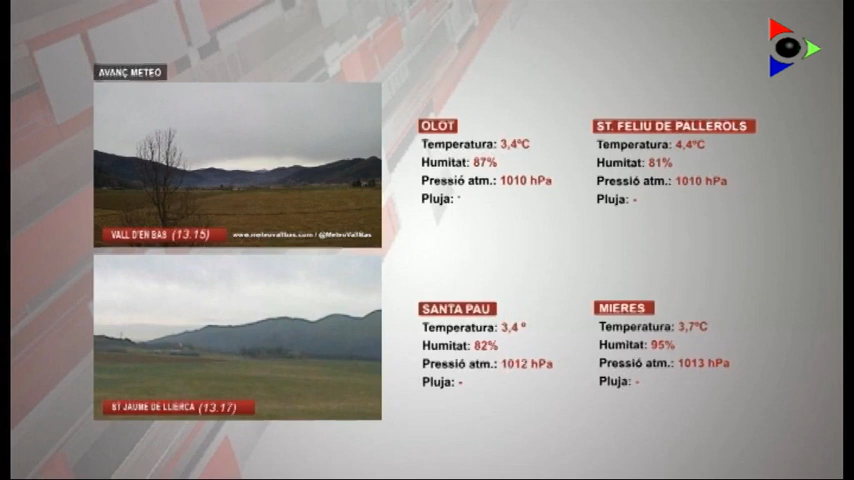 AVANÇ METEO
VALL D'EN BAS (13.15)
www.meteovallbas.com / @MeteoVallBas
ST JAUME DE LLIERCA (13.17)
OLOT
Temperatura: 3,4ºC
Humitat: 87%
Pressió atm.: 1010 hPa
Pluja: -
ST. FELIU DE PALLEROLS
Temperatura: 4,4ºC
Humitat: 81%
Pressió atm.: 1010 hPa
Pluja: -
SANTA PAU
Temperatura: 3,4 º
Humitat: 82%
Pressió atm.: 1012 hPa
Pluja: -
MIERES
Temperatura: 3,7ºC
Humitat: 95%
Pressió atm.: 1013 hPa
Pluja: -